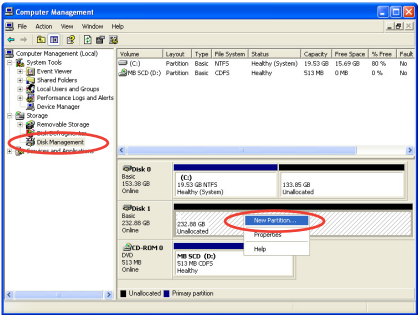 Computer Management
File Action View Window Help
Computer Management (Local)
System Tools
Event Viewer
Shared Folders
Local Users and Groups
Performance Logs and Alerts
Device Manager
Storage
Removable Storage
Disk Defragmenter
Disk Management
Services and Applications
Volume Layout Type File System Status Capacity Free Space % Free Fault
(C:) Partition Basic NTFS Healthy (System) 19.53 GB 15.69 GB 80 % No
MB SCD (D:) Partition Basic CDFS Healthy 513 MB 0 MB 0 % No
Disk 0
Basic
153.38 GB
Online
(C:)
19.53 GB NTFS
Healthy (System)
133.85 GB
Unallocated
Disk 1
Basic
232.88 GB
Online
232.88 GB
Unallocated
New Partition...
Properties
Help
CD-ROM 0
DVD
513 MB
Online
MB SCD (D:)
513 MB CDFS
Healthy
Unallocated Primary partition